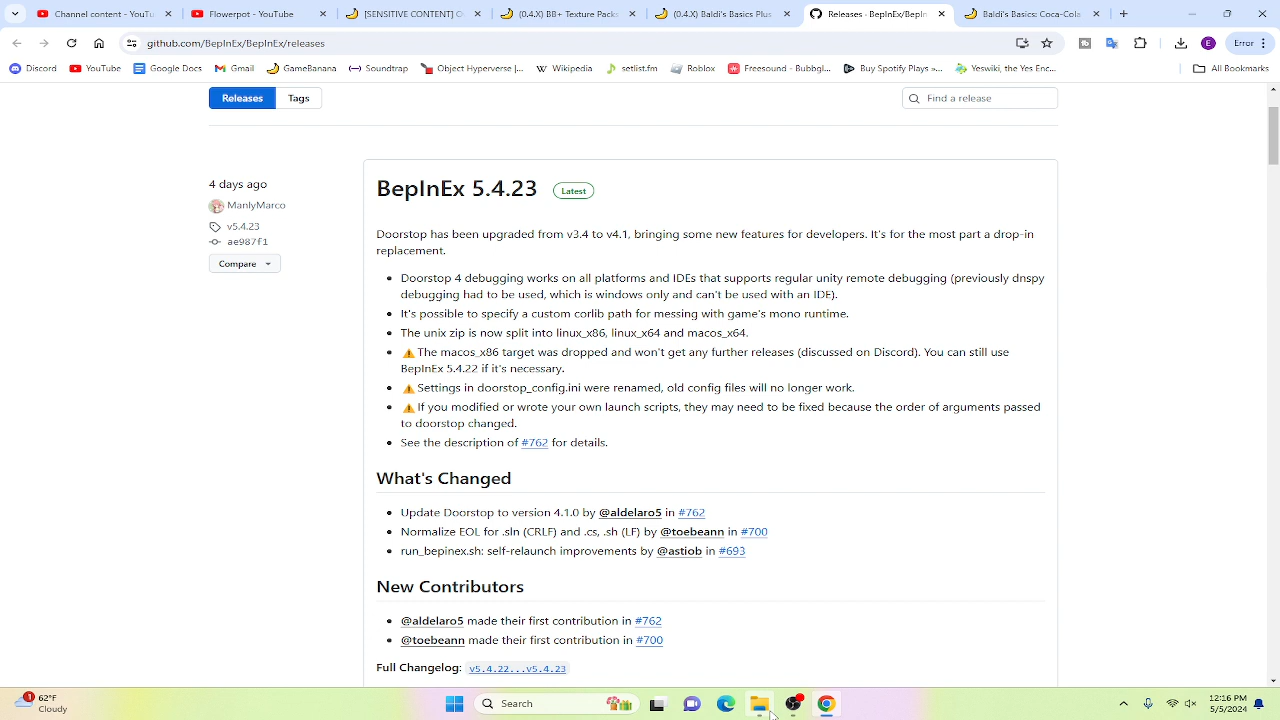 Channel content - YouTu
Flowerpot - YouTube
[SENSITIVE CONTENT]
(0.4X) BB+ Texture Packs
(0.4X) Basics Plus
Releases · BepInEx/BepIn
Baldi's Basics: Coca-Cola
github.com/BepInEx/BepInEx/releases
E
Error
Discord
YouTube
Google Docs
Gmail
GameBanana
Soundtrap
Object Hyperverse...
Wikipedia
setlist.fm
Roblox
Freesound - Bubbgl...
Buy Spotify Plays »...
Yeswiki, the Yes Enc...
All Bookmarks
Releases
Tags
Find a release
4 days ago
ManlyMarco
v5.4.23
ae987f1
Compare
BepInEx 5.4.23
Latest
Doorstop has been upgraded from v3.4 to v4.1, bringing some new features for developers. It's for the most part a drop-in
replacement.
• Doorstop 4 debugging works on all platforms and IDEs that supports regular unity remote debugging (previously dnspy
debugging had to be used, which is windows only and can't be used with an IDE).
• It's possible to specify a custom corlib path for messing with game's mono runtime.
• The unix zip is now split into linux_x86, linux_x64 and macos_x64.
• ⚠️The macos_x86 target was dropped and won't get any further releases (discussed on Discord). You can still use
BepInEx 5.4.22 if it's necessary.
• ⚠️Settings in doorstop_config.ini were renamed, old config files will no longer work.
• ⚠️If you modified or wrote your own launch scripts, they may need to be fixed because the order of arguments passed
to doorstop changed.
• See the description of #762 for details.
What's Changed
• Update Doorstop to version 4.1.0 by @aldelaro5 in #762
• Normalize EOL for .sln (CRLF) and .cs, .sh (LF) by @toebeann in #700
• run_bepinex.sh: self-relaunch improvements by @astiob in #693
New Contributors
• @aldelaro5 made their first contribution in #762
• @toebeann made their first contribution in #700
Full Changelog: v5.4.22...v5.4.23
1
62°F
Cloudy
Search
12:16 PM
5/5/2024